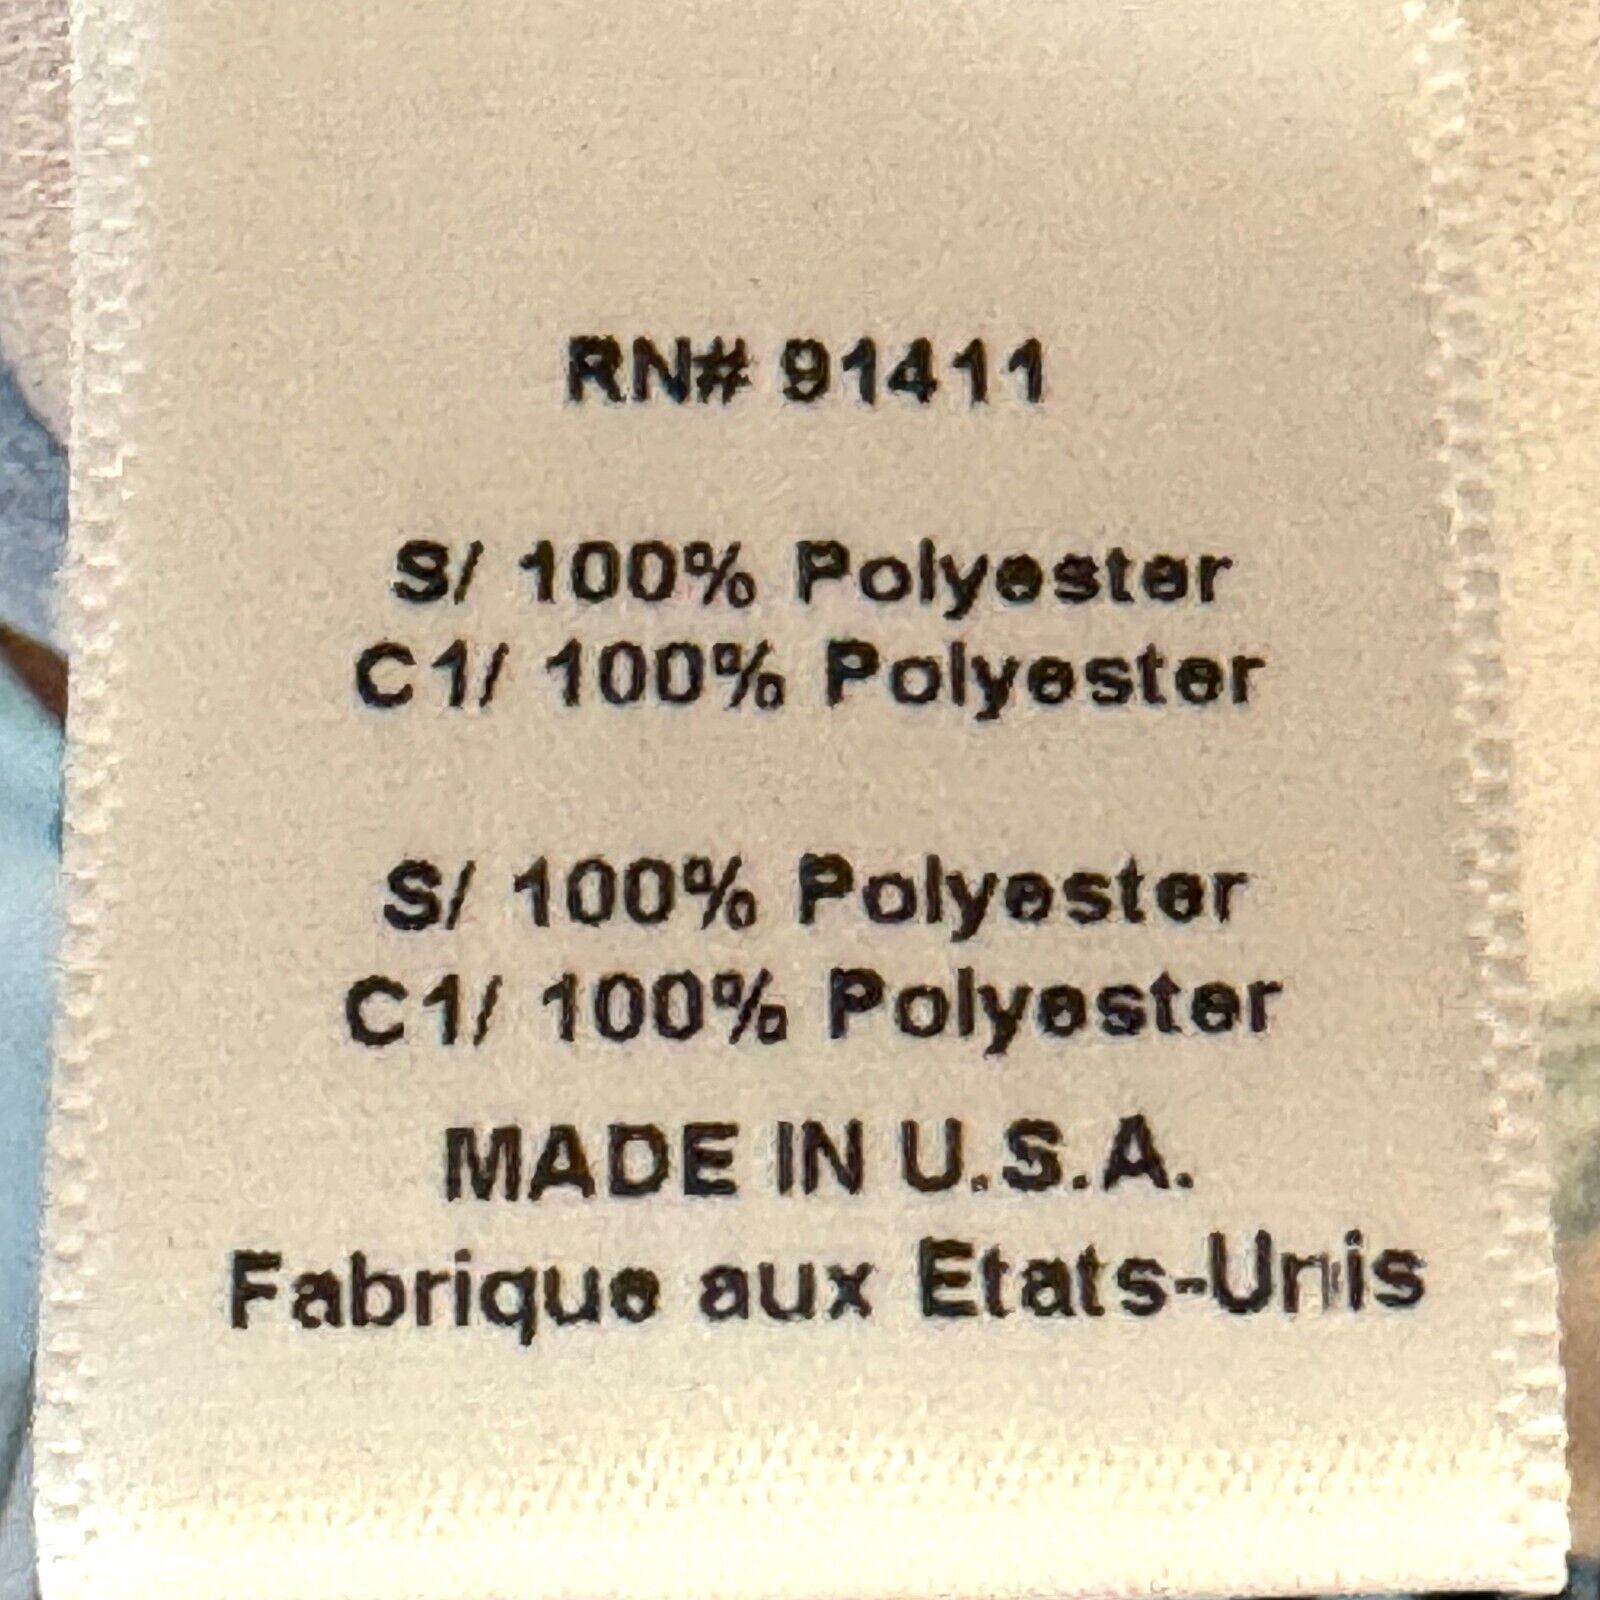 RN# 91411
S/ 100% Polyester
C1/ 100% Polyester
S/ 100% Polyester
C1/ 100% Polyester
MADE IN U.S.A.
Fabrique aux Etats-Unis